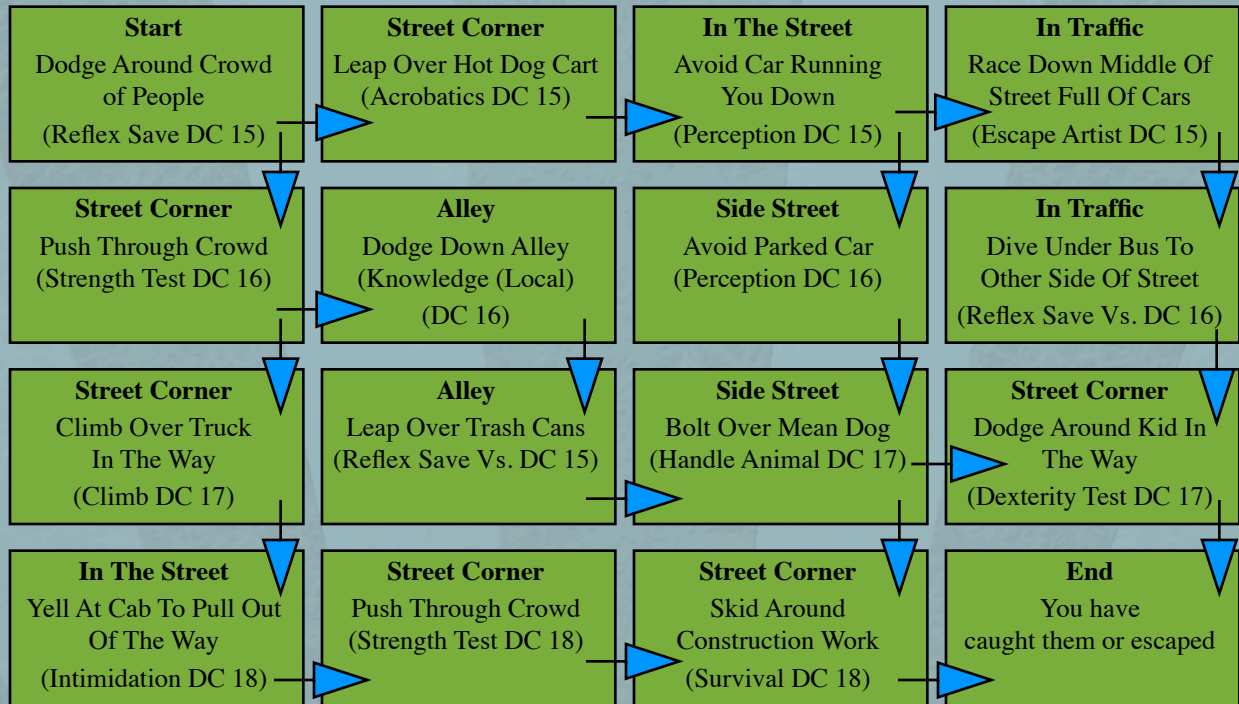 Start
Dodge Around Crowd
of People
(Reflex Save DC 15)
Street Corner
Leap Over Hot Dog Cart
(Acrobatics DC 15)
In The Street
Avoid Car Running
You Down
(Perception DC 15)
In Traffic
Race Down Middle Of
Street Full Of Cars
(Escape Artist DC 15)
Street Corner
Push Through Crowd
(Strength Test DC 16)
Alley
Dodge Down Alley
(Knowledge (Local)
(DC 16)
Side Street
Avoid Parked Car
(Perception DC 16)
In Traffic
Dive Under Bus To
Other Side Of Street
(Reflex Save Vs. DC 16)
Street Corner
Climb Over Truck
In The Way
(Climb DC 17)
Alley
Leap Over Trash Cans
(Reflex Save Vs. DC 15)
Side Street
Bolt Over Mean Dog
(Handle Animal DC 17)
Street Corner
Dodge Around Kid In
The Way
(Dexterity Test DC 17)
In The Street
Yell At Cab To Pull Out
Of The Way
(Intimidation DC 18)
Street Corner
Push Through Crowd
(Strength Test DC 18)
Street Corner
Skid Around
Construction Work
(Survival DC 18)
End
You have
caught them or escaped